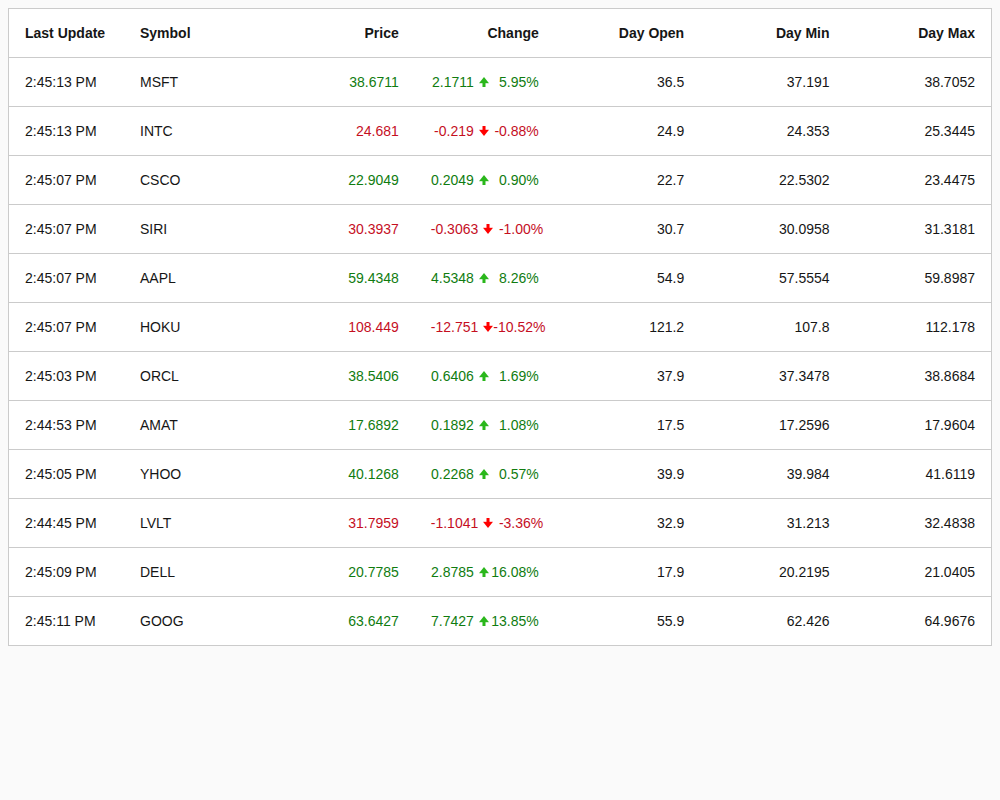 Last Update Symbol Price Change Day Open Day Min Day Max
2:45:13 PM MSFT 38.6711 2.1711 5.95% 36.5 37.191 38.7052
2:45:13 PM INTC 24.681 -0.219 -0.88% 24.9 24.353 25.3445
2:45:07 PM CSCO 22.9049 0.2049 0.90% 22.7 22.5302 23.4475
2:45:07 PM SIRI 30.3937 -0.3063 -1.00% 30.7 30.0958 31.3181
2:45:07 PM AAPL 59.4348 4.5348 8.26% 54.9 57.5554 59.8987
2:45:07 PM HOKU 108.449 -12.751 -10.52% 121.2 107.8 112.178
2:45:03 PM ORCL 38.5406 0.6406 1.69% 37.9 37.3478 38.8684
2:44:53 PM AMAT 17.6892 0.1892 1.08% 17.5 17.2596 17.9604
2:45:05 PM YHOO 40.1268 0.2268 0.57% 39.9 39.984 41.6119
2:44:45 PM LVLT 31.7959 -1.1041 -3.36% 32.9 31.213 32.4838
2:45:09 PM DELL 20.7785 2.8785 16.08% 17.9 20.2195 21.0405
2:45:11 PM GOOG 63.6427 7.7427 13.85% 55.9 62.426 64.9676